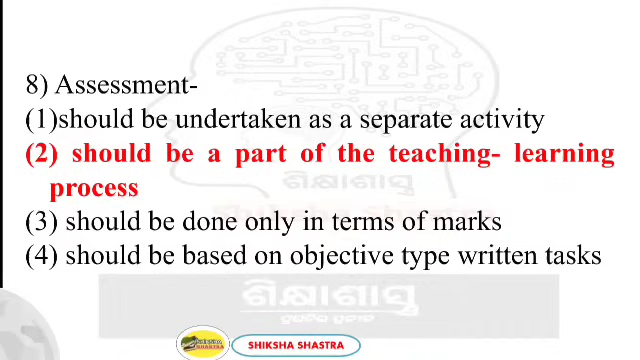 8) Assessment-
(1)should be undertaken as a separate activity
(2) should be a part of the teaching- learning
process
(3) should be done only in terms of marks
(4) should be based on objective type written tasks
ଶିକ୍ଷାଶାସ୍ତ୍ର
SHIKSHA SHASTRA